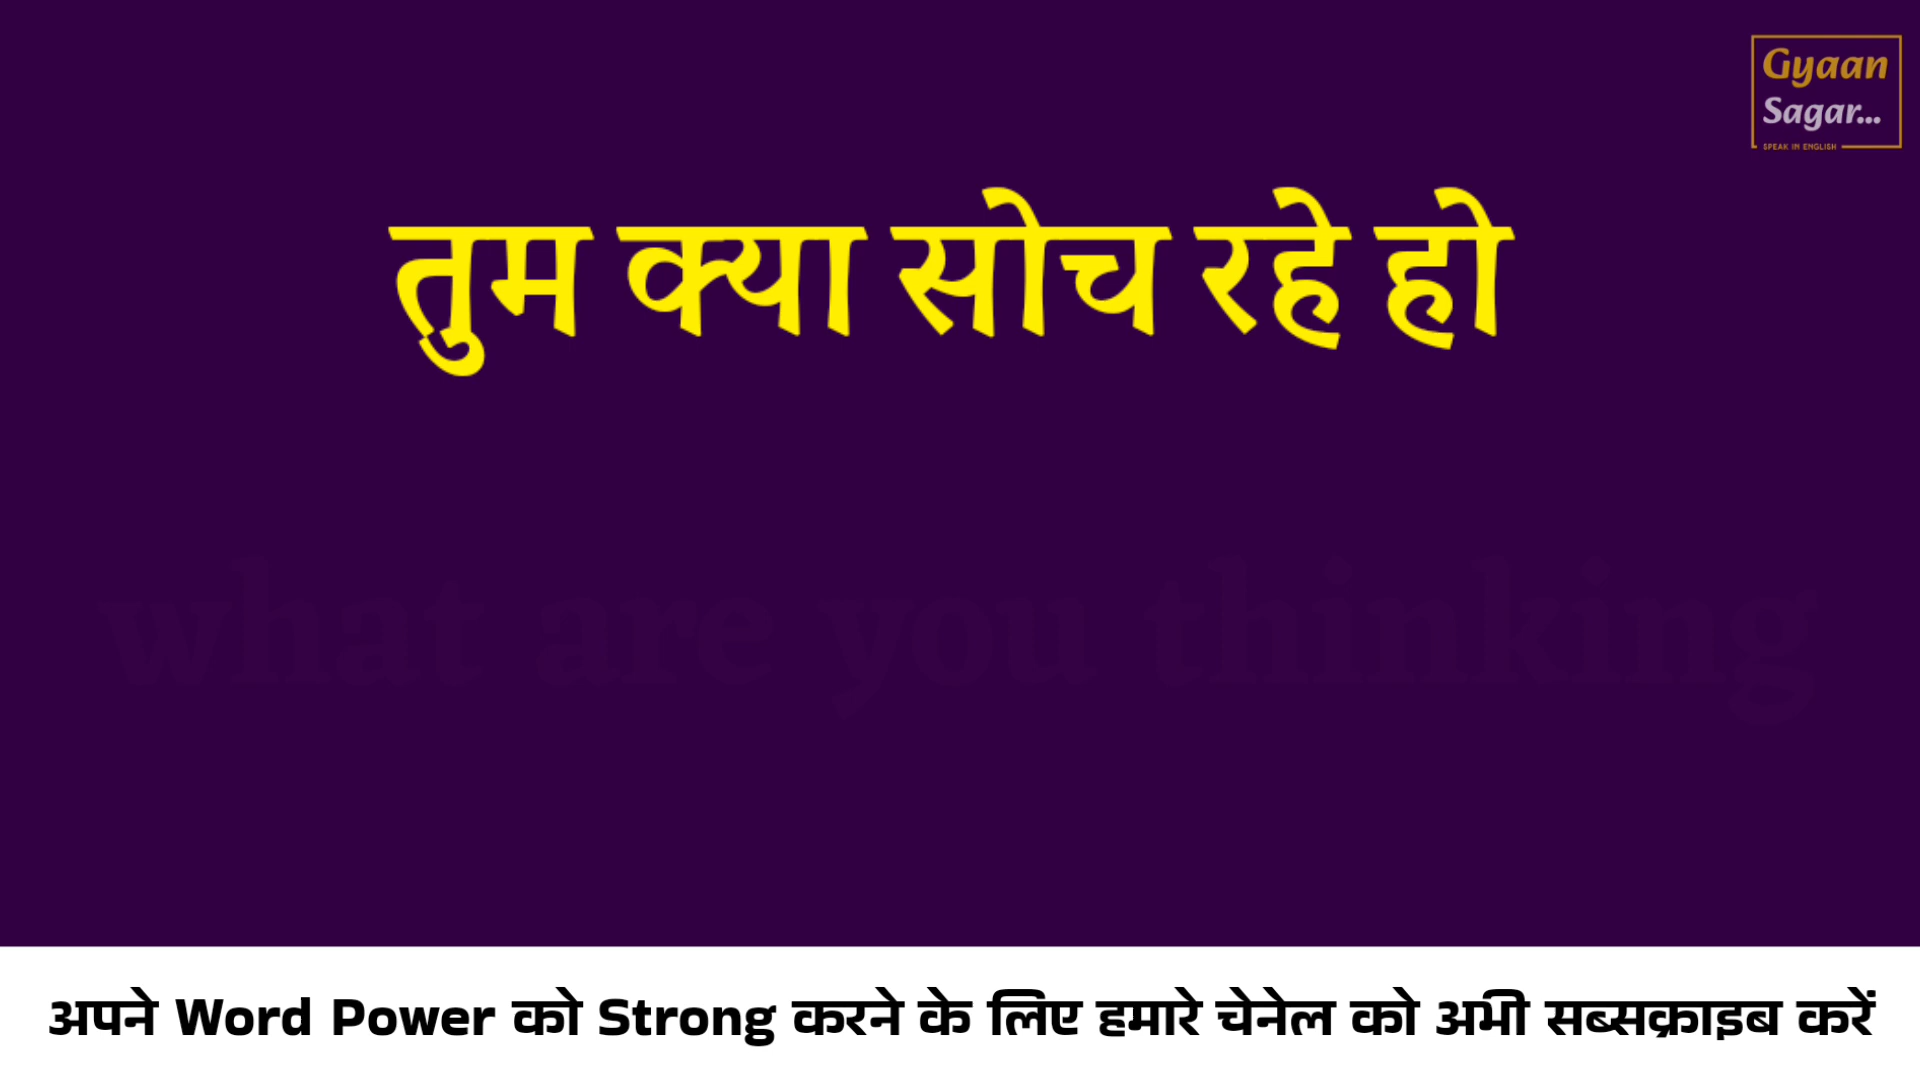 Gyaan
Sagar...
SPEAK IN ENGLISH
तुम क्या सोच रहे हो
what are you thinking
अपने Word Power को Strong करने के लिए हमारे चेनेल को अभी सब्सक्राइब करें